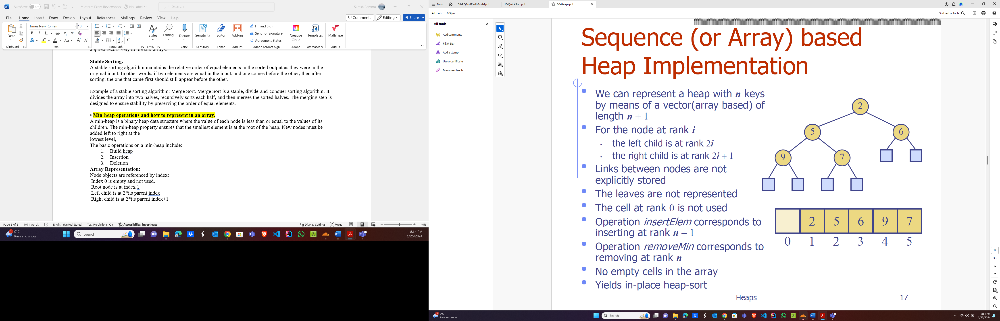 AutoSave Off Midterm Exam Review.docx No Label Search Suresh Bamma
File Home Insert Draw Design Layout References Mailings Review View Help Comments Editing Share
Times New Roman 10
Paste Styles Editing Dictate Sensitivity Editor Add-ins Fill and Sign Send for Signature Agreement Status Creative Cloud Templates MathType
Clipboard Font Paragraph Styles Voice Sensitivity Editor Add-ins Adobe Acrobat Sign Adobe officeatwork Add-in
applied recursively to the sub-arrays.
Stable Sorting:
A stable sorting algorithm maintains the relative order of equal elements in the sorted output as they were in the
original input. In other words, if two elements are equal in the input, and one comes before the other, then after
sorting, the one that came first should still appear before the other.
Example of a stable sorting algorithm: Merge Sort. Merge Sort is a stable, divide-and-conquer sorting algorithm. It
divides the array into two halves, recursively sorts each half, and then merges the sorted halves. The merging step is
designed to ensure stability by preserving the order of equal elements.
• Min-heap operations and how to represent in an array.
A min-heap is a binary heap data structure where the value of each node is less than or equal to the values of its
children. The min-heap property ensures that the smallest element is at the root of the heap. New nodes must be
added left to right at the
lowest level,
The basic operations on a min-heap include:
1. Build heap
2. Insertion
3. Deletion
Array Representation:
Node objects are referenced by index:
Index 0 is empty and not used.
Root node is at index 1
Left child is at 2*its parent index
Right child is at 2*its parent index+1
Page 8 of 8 1071 words English (United States) Text Predictions: On Accessibility: Investigate Display Settings Focus 140%
0°C
Rain and snow
Search
8:14 PM
1/25/2024
Menu 08-PQSortRadixSort-1.pdf 10-QuickSort.pdf 06-Heaps.pdf
All tools E-Sign Find text or tools
All tools
Add comments
Fill & Sign
Add a stamp
Use a certificate
Measure objects
Sequence (or Array) based
Heap Implementation
We can represent a heap with n keys
by means of a vector(array based) of
length n + 1
For the node at rank i
the left child is at rank 2i
the right child is at rank 2i + 1
Links between nodes are not
explicitly stored
The leaves are not represented
The cell at rank 0 is not used
Operation insertElem corresponds to
inserting at rank n + 1
Operation removeMin corresponds to
removing at rank n
No empty cells in the array
Yields in-place heap-sort
2
5 6
9 7
2 5 6 9 7
0 1 2 3 4 5
Heaps 17
17
33
0°C
Rain and snow
Search
8:14 PM
1/25/2024